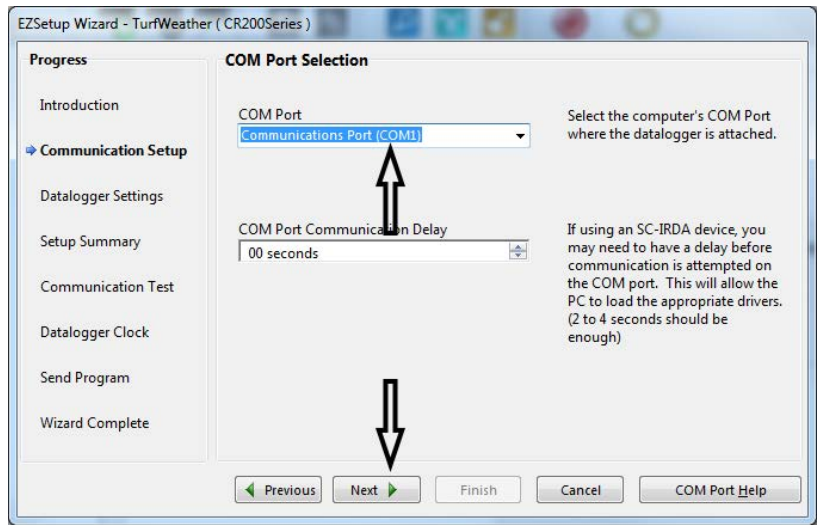 EZSetup Wizard - TurfWeather ( CR200Series )
Progress
Introduction
Communication Setup
Datalogger Settings
Setup Summary
Communication Test
Datalogger Clock
Send Program
Wizard Complete
COM Port Selection
COM Port
Communications Port (COM1)
Select the computer's COM Port
where the datalogger is attached.
COM Port Communication Delay
00 seconds
If using an SC-IRDA device, you
may need to have a delay before
communication is attempted on
the COM port. This will allow the
PC to load the appropriate drivers.
(2 to 4 seconds should be
enough)
Previous
Next
Finish
Cancel
COM Port Help